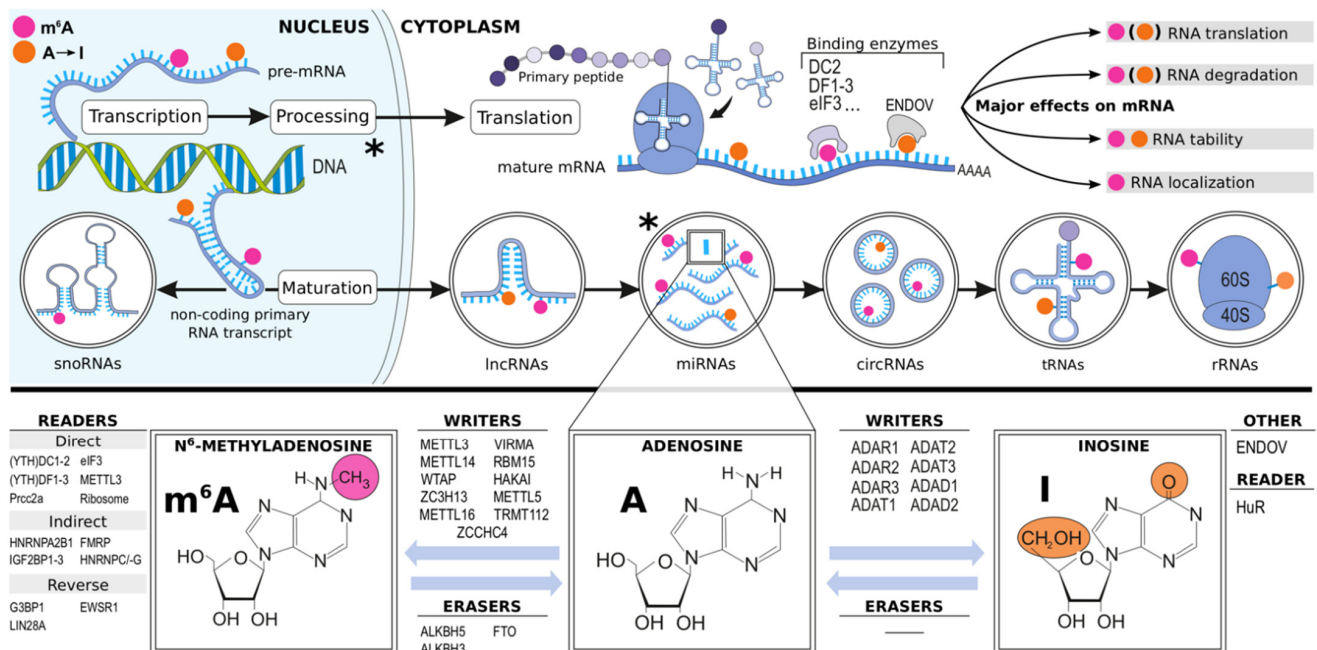 m⁶A
A→I
NUCLEUS
CYTOPLASM
pre-mRNA
Transcription
Processing
Translation
*
DNA
Primary peptide
mature mRNA
Binding enzymes
DC2
DF1-3
eIF3 ...
ENDOV
AAAA
Major effects on mRNA
( ) RNA translation
( ) RNA degradation
RNA tability
RNA localization
Maturation
non-coding primary
RNA transcript
*
I
60S
40S
snoRNAs
lncRNAs
miRNAs
circRNAs
tRNAs
rRNAs
READERS
Direct
(YTH)DC1-2 eIF3
(YTH)DF1-3 METTL3
Prcc2a Ribosome
Indirect
HNRNPA2B1 FMRP
IGF2BP1-3 HNRNPC/-G
Reverse
G3BP1 EWSR1
LIN28A
N⁶-METHYLADENOSINE
m⁶A
H
N
CH₃
N
N
N
N
HO
O
OH OH
WRITERS
METTL3 VIRMA
METTL14 RBM15
WTAP HAKAI
ZC3H13 METTL5
METTL16 TRMT112
ZCCHC4
ERASERS
ALKBH5 FTO
ALKBH3
ADENOSINE
A
H H
N
N
N
N
N
HO
O
OH OH
WRITERS
ADAR1 ADAT2
ADAR2 ADAT3
ADAR3 ADAD1
ADAT1 ADAD2
ERASERS
INOSINE
I
O
N
N
N
N
CH₂OH
O
OH OH
OTHER
ENDOV
READER
HuR